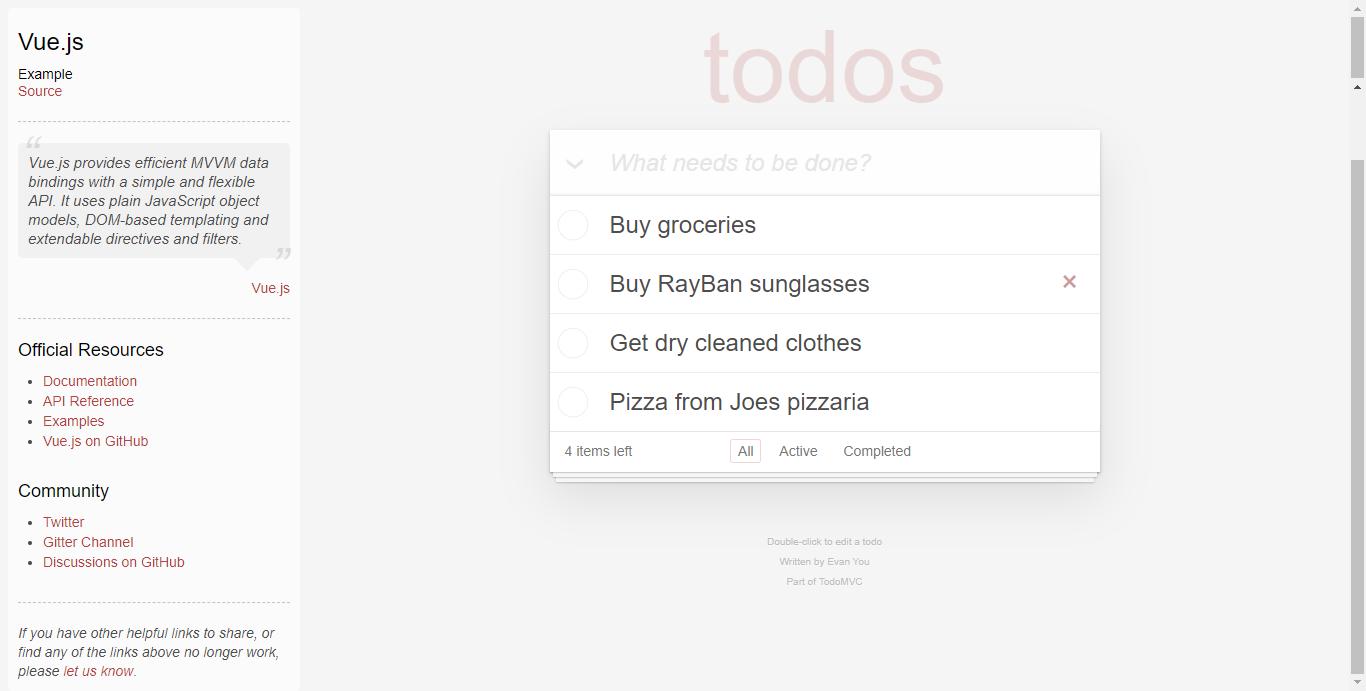 Vue.js
Example
Source
“
Vue.js provides efficient MVVM data
bindings with a simple and flexible
API. It uses plain JavaScript object
models, DOM-based templating and
extendable directives and filters.
”
Vue.js
Official Resources
• Documentation
• API Reference
• Examples
• Vue.js on GitHub
Community
• Twitter
• Gitter Channel
• Discussions on GitHub
If you have other helpful links to share, or
find any of the links above no longer work,
please let us know.
todos
What needs to be done?
Buy groceries
Buy RayBan sunglasses ×
Get dry cleaned clothes
Pizza from Joes pizzaria
4 items left All Active Completed
Double-click to edit a todo
Written by Evan You
Part of TodoMVC